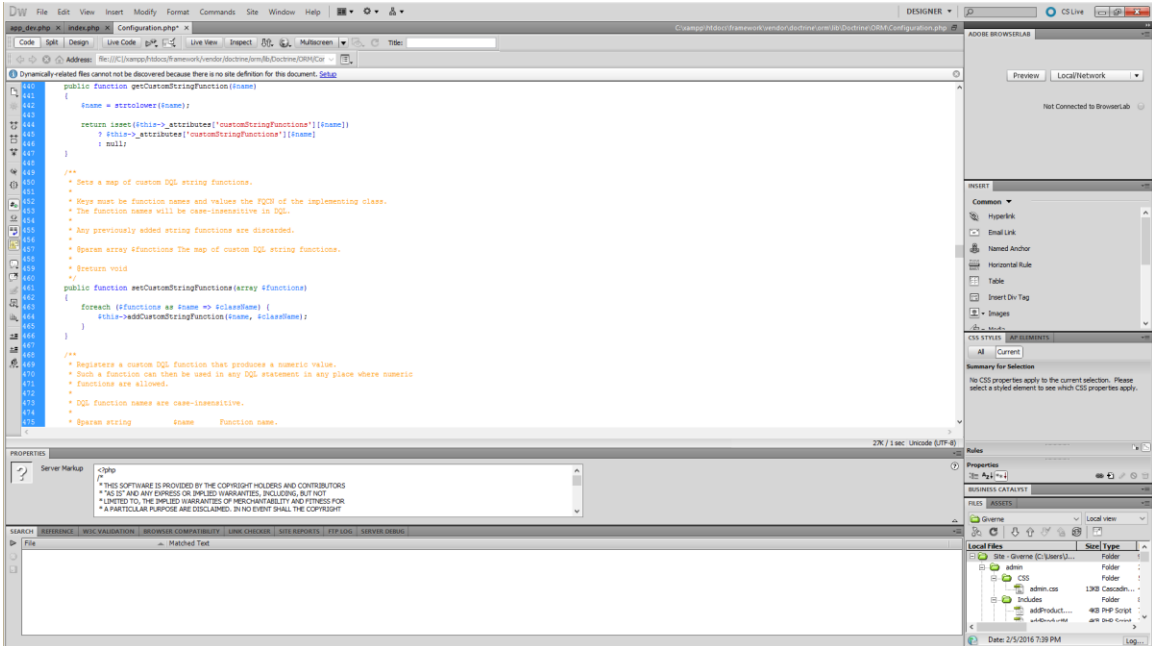 DW File Edit View Insert Modify Format Commands Site Window Help DESIGNER CS Live
app_dev.php × index.php × Configuration.php* × C:\xampp\htdocs\framework\vendor\doctrine\orm\lib\Doctrine\ORM\Configuration.php
Code Split Design Live Code Live View Inspect Multiscreen Title:
Address: file:///C|/xampp/htdocs/framework/vendor/doctrine/orm/lib/Doctrine/ORM/Cor
Dynamically-related files cannot be discovered because there is no site definition for this document. Setup
440 public function getCustomStringFunction($name)
441 {
442 $name = strtolower($name);
443
444 return isset($this->_attributes['customStringFunctions'][$name])
445 ? $this->_attributes['customStringFunctions'][$name]
446 : null;
447 }
448
449 /**
450 * Sets a map of custom DQL string functions.
451 *
452 * Keys must be function names and values the FQCN of the implementing class.
453 * The function names will be case-insensitive in DQL.
454 *
455 * Any previously added string functions are discarded.
456 *
457 * @param array $functions The map of custom DQL string functions.
458 *
459 * @return void
460 */
461 public function setCustomStringFunctions(array $functions)
462 {
463 foreach ($functions as $name => $className) {
464 $this->addCustomStringFunction($name, $className);
465 }
466 }
467
468 /**
469 * Registers a custom DQL function that produces a numeric value.
470 * Such a function can then be used in any DQL statement in any place where numeric
471 * functions are allowed.
472 *
473 * DQL function names are case-insensitive.
474 *
475 * @param string $name Function name.
27K / 1 sec Unicode (UTF-8)
PROPERTIES
Server Markup
<?php
/*
* THIS SOFTWARE IS PROVIDED BY THE COPYRIGHT HOLDERS AND CONTRIBUTORS
* "AS IS" AND ANY EXPRESS OR IMPLIED WARRANTIES, INCLUDING, BUT NOT
* LIMITED TO, THE IMPLIED WARRANTIES OF MERCHANTABILITY AND FITNESS FOR
* A PARTICULAR PURPOSE ARE DISCLAIMED. IN NO EVENT SHALL THE COPYRIGHT
SEARCH REFERENCE W3C VALIDATION BROWSER COMPATIBILITY LINK CHECKER SITE REPORTS FTP LOG SERVER DEBUG
File Matched Text
ADOBE BROWSERLAB
Preview Local/Network
Not Connected to BrowserLab
INSERT
Common
Hyperlink
Email Link
Named Anchor
Horizontal Rule
Table
Insert Div Tag
Images
Media
CSS STYLES AP ELEMENTS
All Current
Summary for Selection
No CSS properties apply to the current selection. Please
select a styled element to see which CSS properties apply.
Rules
Properties
BUSINESS CATALYST
FILES ASSETS
Giverne Local view
Local Files Size Type
Site - Giverne (C:\Users\J... Folder
admin Folder
CSS Folder
admin.css 13KB Cascadin...
Includes Folder
addProduct.... 4KB PHP Script
addProductM 4KB PHP Script
Date: 2/5/2016 7:39 PM Log...